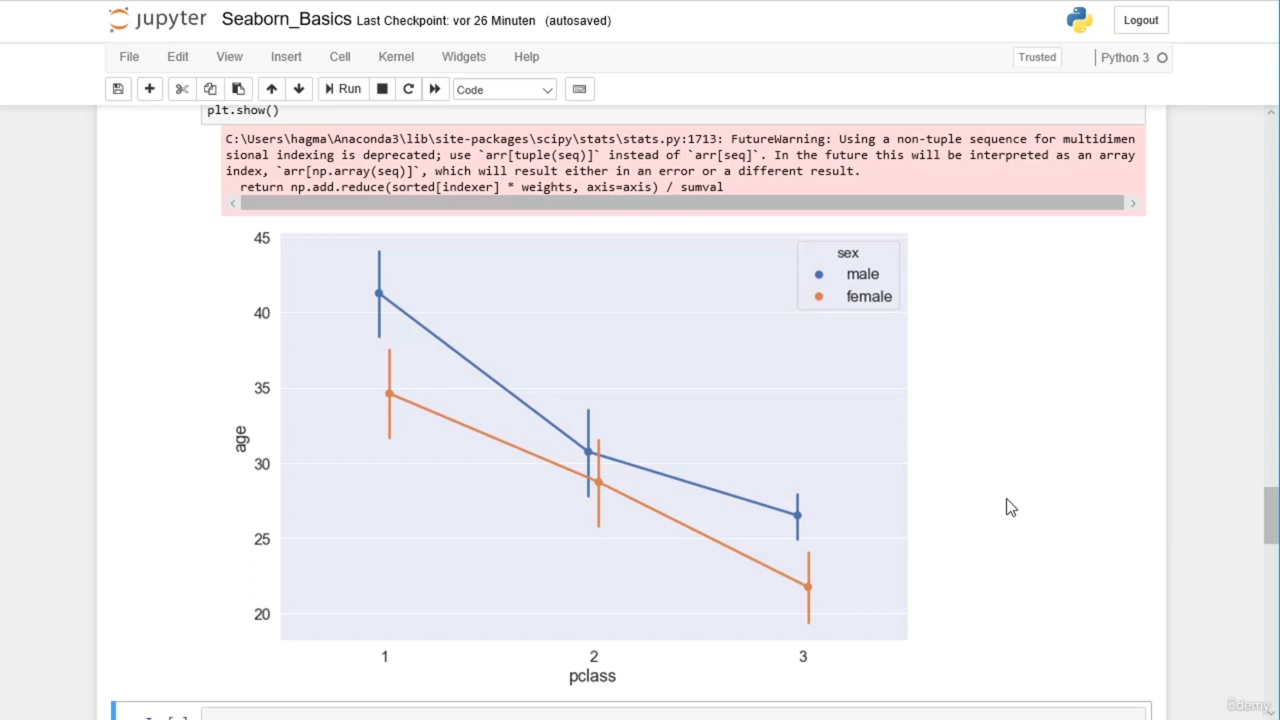 jupyter Seaborn_Basics Last Checkpoint: vor 26 Minuten (autosaved)
Logout
File Edit View Insert Cell Kernel Widgets Help
Trusted
Python 3
Run
Code
plt.show()
C:\Users\hagma\Anaconda3\lib\site-packages\scipy\stats\stats.py:1713: FutureWarning: Using a non-tuple sequence for multidimen
sional indexing is deprecated; use `arr[tuple(seq)]` instead of `arr[seq]`. In the future this will be interpreted as an array
index, `arr[np.array(seq)]`, which will result either in an error or a different result.
return np.add.reduce(sorted[indexer] * weights, axis=axis) / sumval
45
sex
male
female
40
35
age
30
25
20
1 2 3
pclass
ûdemy